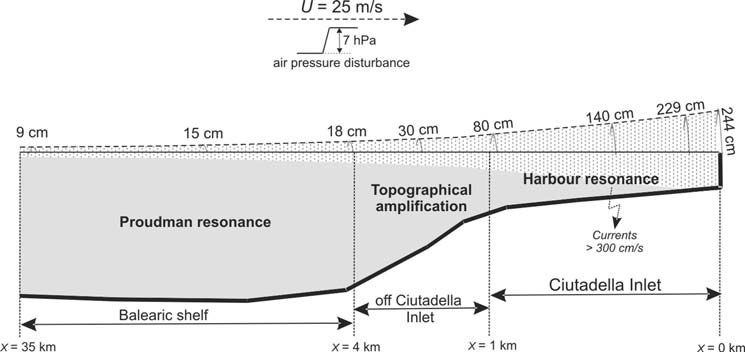 U = 25 m/s
7 hPa
air pressure disturbance
9 cm
15 cm
18 cm
30 cm
80 cm
140 cm
229 cm
244 cm
Proudman resonance
Topographical
amplification
Harbour resonance
Currents
> 300 cm/s
Balearic shelf
off Ciutadella
Inlet
Ciutadella Inlet
x = 35 km
x = 4 km
x = 1 km
x = 0 km